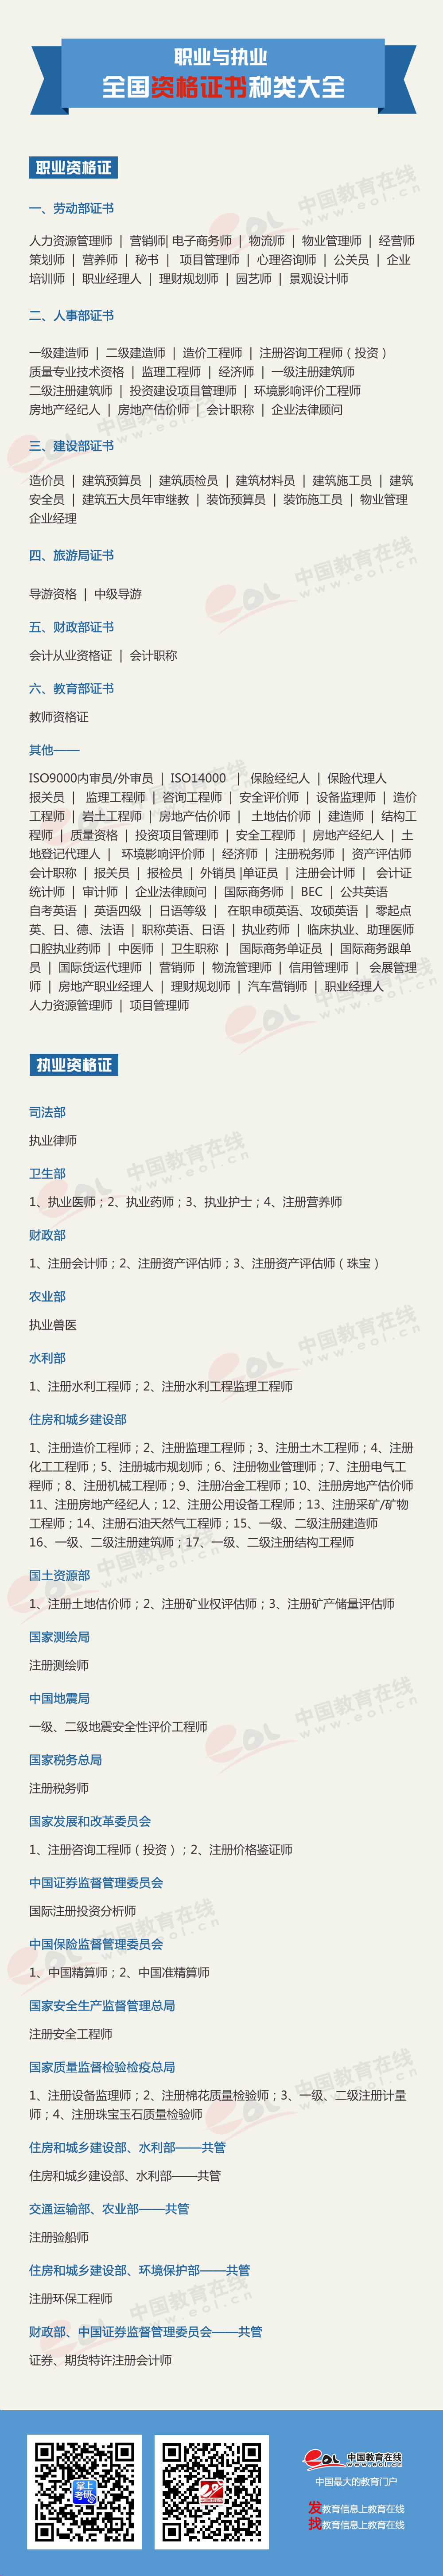 职业与执业
全国资格证书种类大全
职业资格证
一、劳动部证书
人力资源管理师 | 营销师| 电子商务师 | 物流师 | 物业管理师 | 经营师
策划师 | 营养师 | 秘书 | 项目管理师 | 心理咨询师 | 公关员 | 企业
培训师 | 职业经理人 | 理财规划师 | 园艺师 | 景观设计师
二、人事部证书
一级建造师 | 二级建造师 | 造价工程师 | 注册咨询工程师（投资）
质量专业技术资格 | 监理工程师 | 经济师 | 一级注册建筑师
二级注册建筑师 | 投资建设项目管理师 | 环境影响评价工程师
房地产经纪人 | 房地产估价师 | 会计职称 | 企业法律顾问
三、建设部证书
造价员 | 建筑预算员 | 建筑质检员 | 建筑材料员 | 建筑施工员 | 建筑
安全员 | 建筑五大员年审继教 | 装饰预算员 | 装饰施工员 | 物业管理
企业经理
四、旅游局证书
导游资格 | 中级导游
五、财政部证书
会计从业资格证 | 会计职称
六、教育部证书
教师资格证
其他——
ISO9000内审员/外审员 | ISO14000 | 保险经纪人 | 保险代理人
报关员 | 监理工程师 | 咨询工程师 | 安全评价师 | 设备监理师 | 造价
工程师 | 岩土工程师 | 房地产估价师 | 土地估价师 | 建造师 | 结构工
程师 | 质量资格 | 投资项目管理师 | 安全工程师 | 房地产经纪人 | 土
地登记代理人 | 环境影响评价师 | 经济师 | 注册税务师 | 资产评估师
会计职称 | 报关员 | 报检员 | 外销员 |单证员 | 注册会计师 | 会计证
统计师 | 审计师 | 企业法律顾问 | 国际商务师 | BEC | 公共英语
自考英语 | 英语四级 | 日语等级 | 在职申硕英语、攻硕英语 | 零起点
英、日、德、法语 | 职称英语、日语 | 执业药师 | 临床执业、助理医师
口腔执业药师 | 中医师 | 卫生职称 | 国际商务单证员 | 国际商务跟单
员 | 国际货运代理师 | 营销师 | 物流管理师 | 信用管理师 | 会展管理
师 | 房地产职业经理人 | 理财规划师 | 汽车营销师 | 职业经理人
人力资源管理师 | 项目管理师
执业资格证
司法部
执业律师
卫生部
1、执业医师；2、执业药师；3、执业护士；4、注册营养师
财政部
1、注册会计师；2、注册资产评估师；3、注册资产评估师（珠宝）
农业部
执业兽医
水利部
1、注册水利工程师；2、注册水利工程监理工程师
住房和城乡建设部
1、注册造价工程师；2、注册监理工程师；3、注册土木工程师；4、注册
化工工程师；5、注册城市规划师；6、注册物业管理师；7、注册电气工
程师；8、注册机械工程师；9、注册冶金工程师；10、注册房地产估价师
11、注册房地产经纪人；12、注册公用设备工程师；13、注册采矿/矿物
工程师；14、注册石油天然气工程师；15、一级、二级注册建造师
16、一级、二级注册建筑师；17、一级、二级注册结构工程师
国土资源部
1、注册土地估价师；2、注册矿业权评估师；3、注册矿产储量评估师
国家测绘局
注册测绘师
中国地震局
一级、二级地震安全性评价工程师
国家税务总局
注册税务师
国家发展和改革委员会
1、注册咨询工程师（投资）；2、注册价格鉴证师
中国证券监督管理委员会
国际注册投资分析师
中国保险监督管理委员会
1、中国精算师；2、中国准精算师
国家安全生产监督管理总局
注册安全工程师
国家质量监督检验检疫总局
1、注册设备监理师；2、注册棉花质量检验师；3、一级、二级注册计量
师；4、注册珠宝玉石质量检验师
住房和城乡建设部、水利部——共管
住房和城乡建设部、水利部——共管
交通运输部、农业部——共管
注册验船师
住房和城乡建设部、环境保护部——共管
注册环保工程师
财政部、中国证券监督管理委员会——共管
证券、期货特许注册会计师
掌上
考研
eoL 中国教育在线
www.eol.cn
中国最大的教育门户
发教育信息上教育在线
找教育信息上教育在线